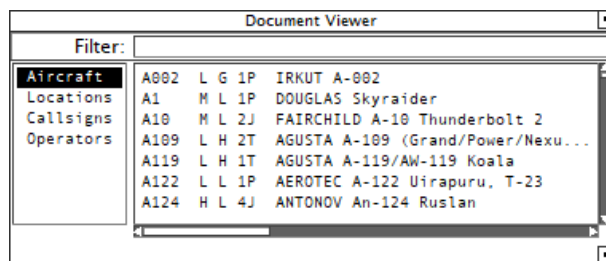 Document Viewer
Filter:
Aircraft
Locations
Callsigns
Operators
A002 L G 1P IRKUT A-002
A1 M L 1P DOUGLAS Skyraider
A10 M L 2J FAIRCHILD A-10 Thunderbolt 2
A109 L H 2T AGUSTA A-109 (Grand/Power/Nexu...
A119 L H 1T AGUSTA A-119/AW-119 Koala
A122 L L 1P AEROTEC A-122 Uirapuru, T-23
A124 H L 4J ANTONOV An-124 Ruslan